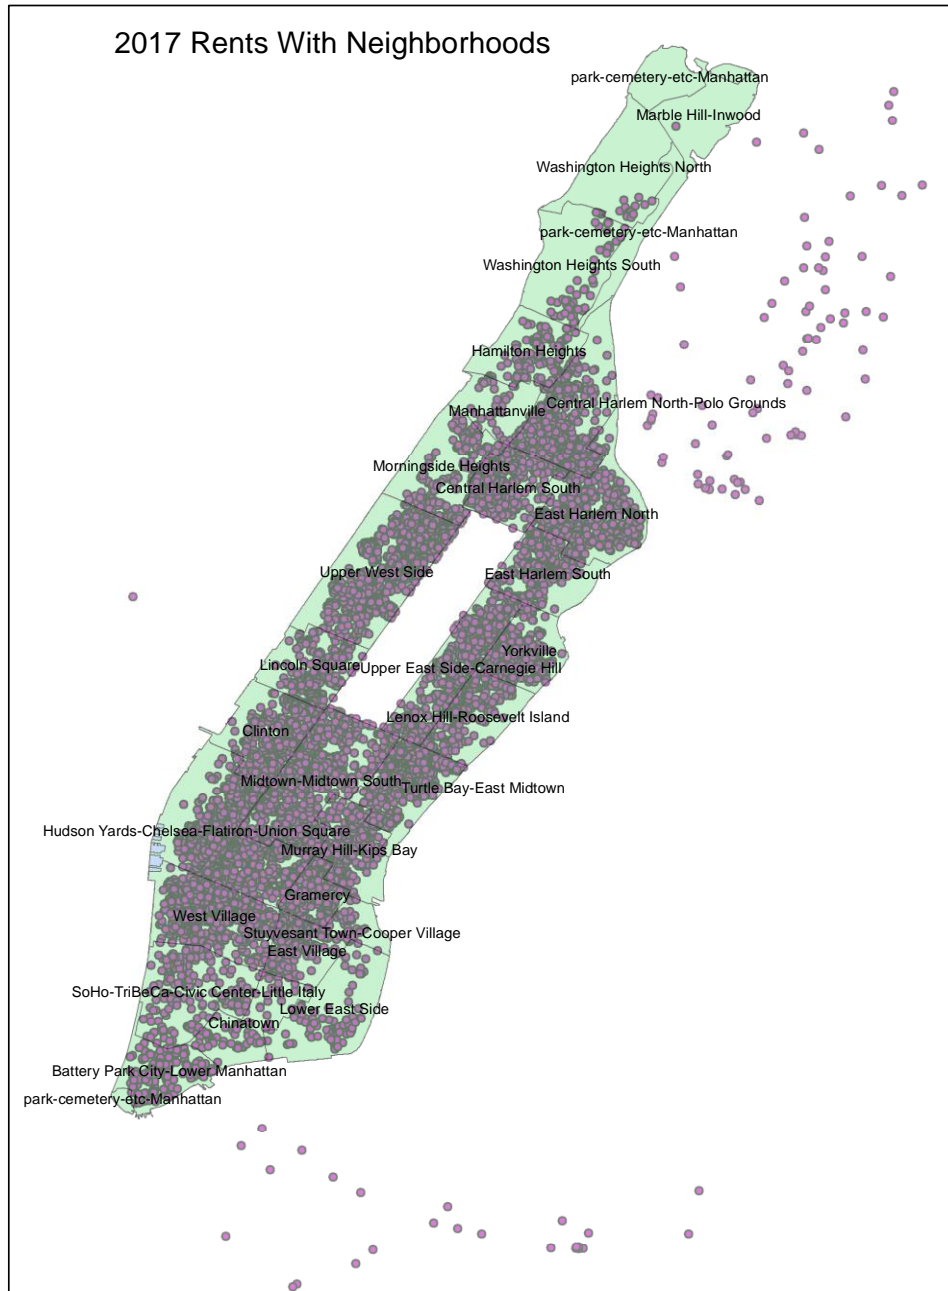 2017 Rents With Neighborhoods
park-cemetery-etc-Manhattan
Marble Hill-Inwood
Washington Heights North
park-cemetery-etc-Manhattan
Washington Heights South
Hamilton Heights
Central Harlem North-Polo Grounds
Manhattanville
Morningside Heights
Central Harlem South
East Harlem North
Upper West Side
East Harlem South
Yorkville
Lincoln Square
Upper East Side-Carnegie Hill
Lenox Hill-Roosevelt Island
Clinton
Midtown-Midtown South
Turtle Bay-East Midtown
Hudson Yards-Chelsea-Flatiron-Union Square
Murray Hill-Kips Bay
Gramercy
West Village
Stuyvesant Town-Cooper Village
East Village
SoHo-TriBeCa-Civic Center-Little Italy
Lower East Side
Chinatown
Battery Park City-Lower Manhattan
park-cemetery-etc-Manhattan